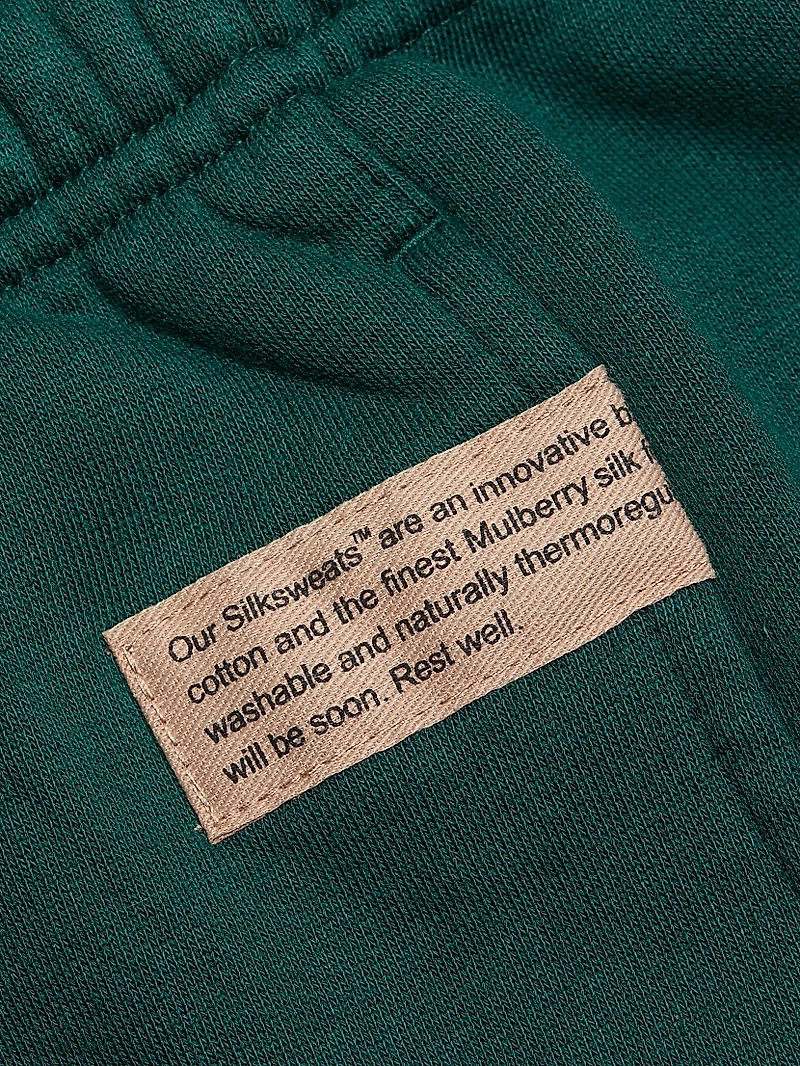 Our Silksweats™ are an innovative b
cotton and the finest Mulberry silk
washable and naturally thermoregu
will be soon. Rest well.